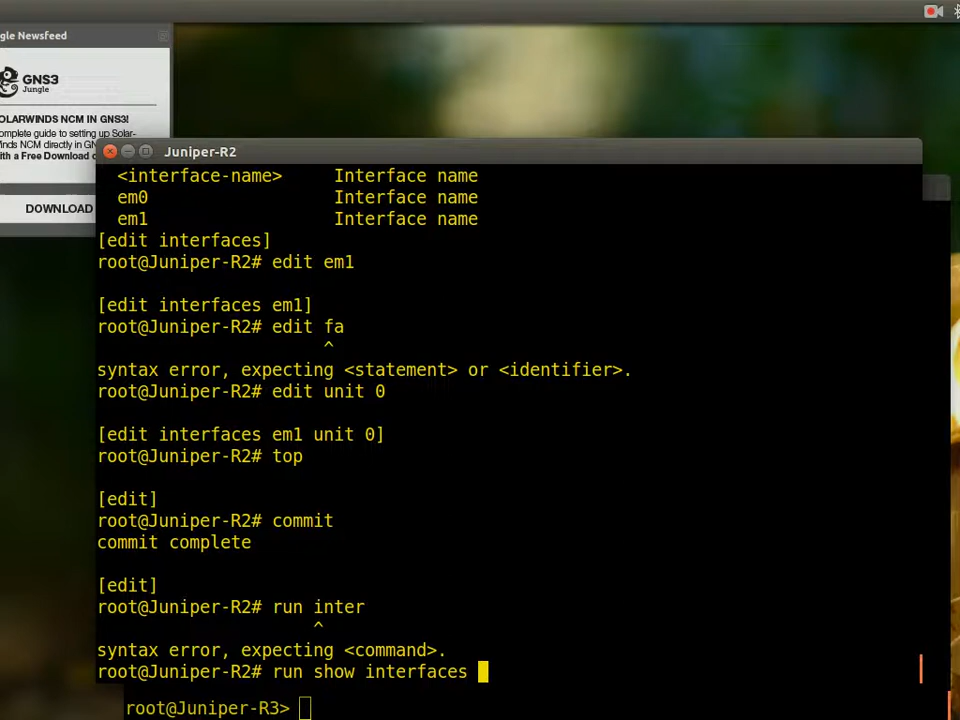 gle Newsfeed
GNS3
Jungle
OLARWINDS NCM IN GNS3!
omplete guide to setting up Solar-
inds NCM directly in GN
ith a Free Download o
DOWNLOAD
Juniper-R2
<interface-name>     Interface name
em0                  Interface name
em1                  Interface name
[edit interfaces]
root@Juniper-R2# edit em1
[edit interfaces em1]
root@Juniper-R2# edit fa
^
syntax error, expecting <statement> or <identifier>.
root@Juniper-R2# edit unit 0
[edit interfaces em1 unit 0]
root@Juniper-R2# top
[edit]
root@Juniper-R2# commit
commit complete
[edit]
root@Juniper-R2# run inter
^
syntax error, expecting <command>.
root@Juniper-R2# run show interfaces
root@Juniper-R3>